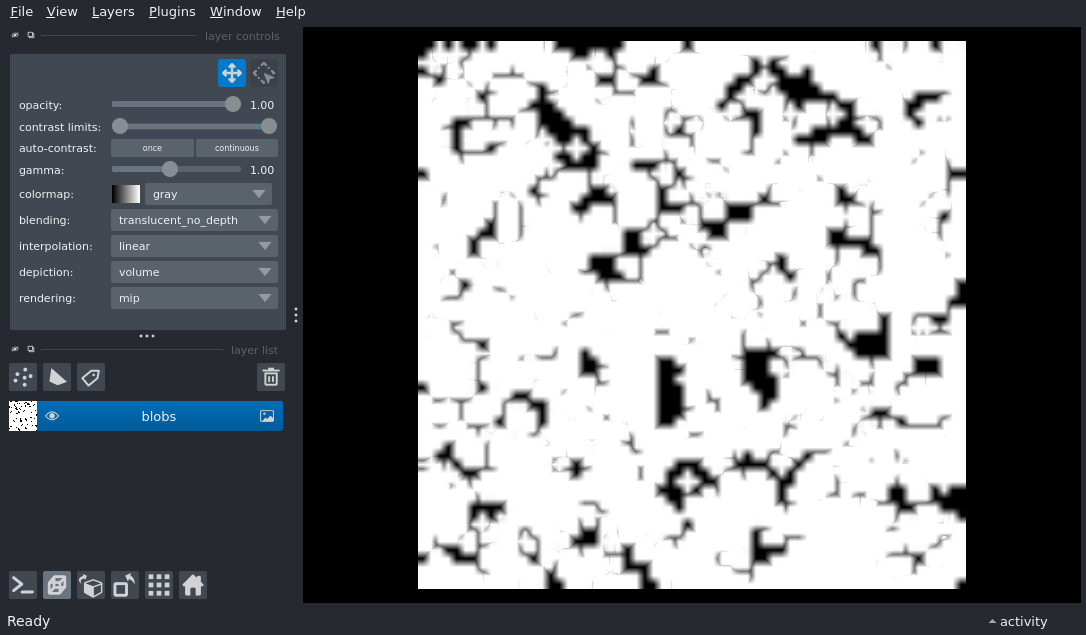 File View Layers Plugins Window Help
layer controls
opacity: 1.00
contrast limits:
auto-contrast: once continuous
gamma: 1.00
colormap: gray
blending: translucent_no_depth
interpolation: linear
depiction: volume
rendering: mip
layer list
blobs
Ready activity